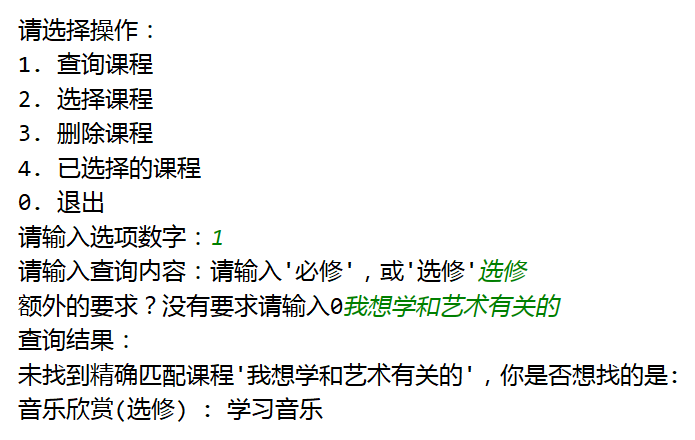 请选择操作：
1. 查询课程
2. 选择课程
3. 删除课程
4. 已选择的课程
0. 退出
请输入选项数字：1
请输入查询内容：请输入'必修'，或'选修'选修
额外的要求？没有要求请输入0我想学和艺术有关的
查询结果：
未找到精确匹配课程'我想学和艺术有关的'，你是否想找的是：
音乐欣赏(选修) : 学习音乐